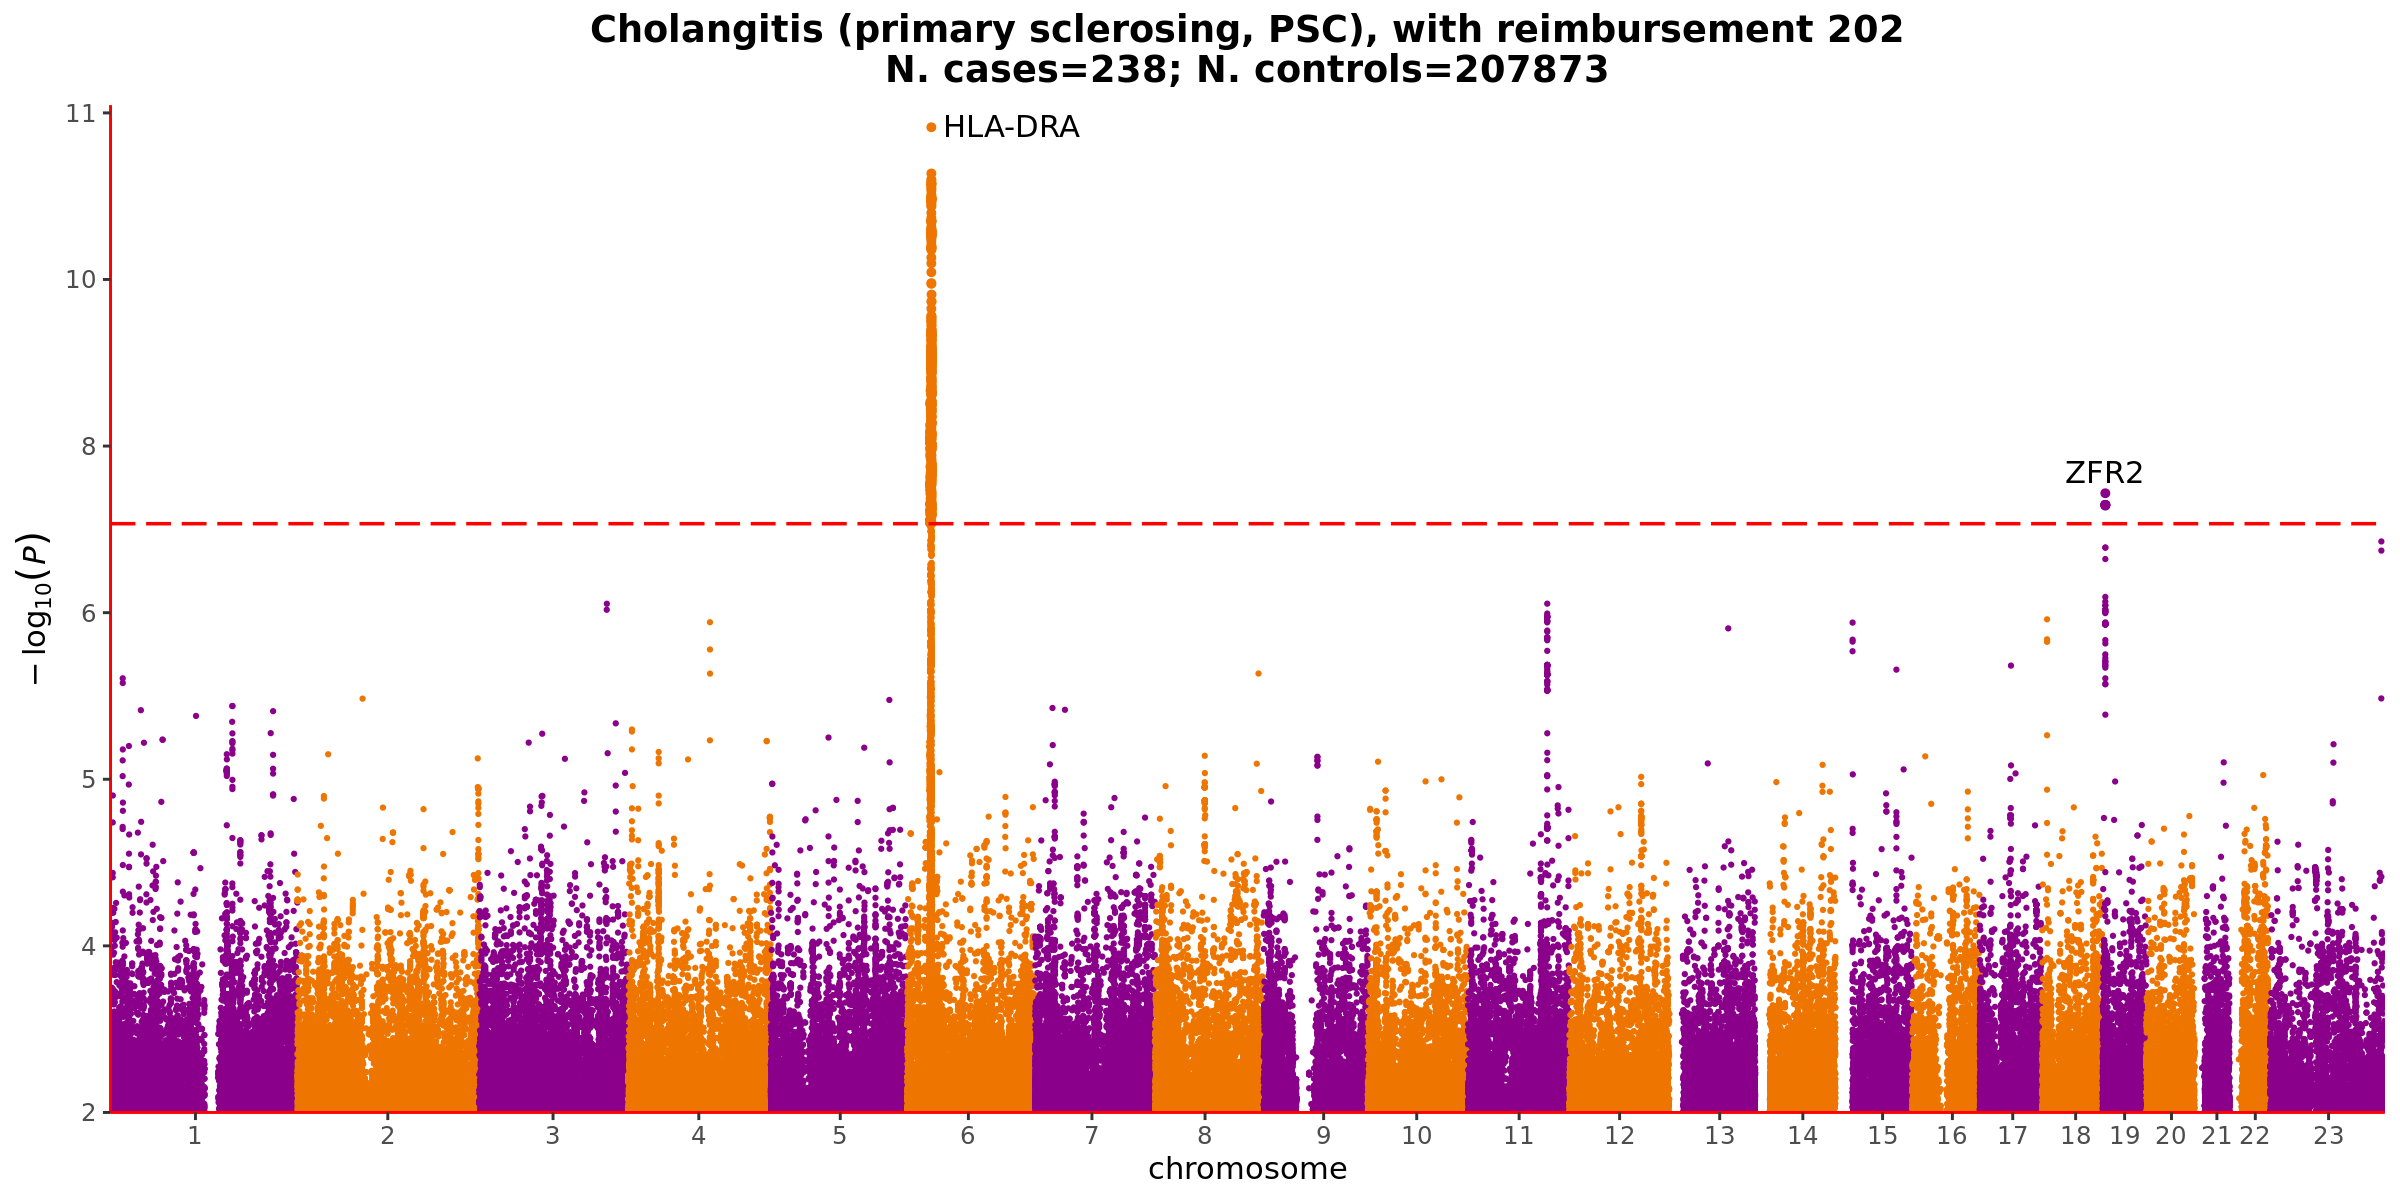 Cholangitis (primary sclerosing, PSC), with reimbursement 202
N. cases=238; N. controls=207873
11
HLA-DRA
10
8
ZFR2
6
5
4
2
−log10(P)
1 2 3 4 5 6 7 8 9 10 11 12 13 14 15 16 17 18 19 20 21 22 23
chromosome